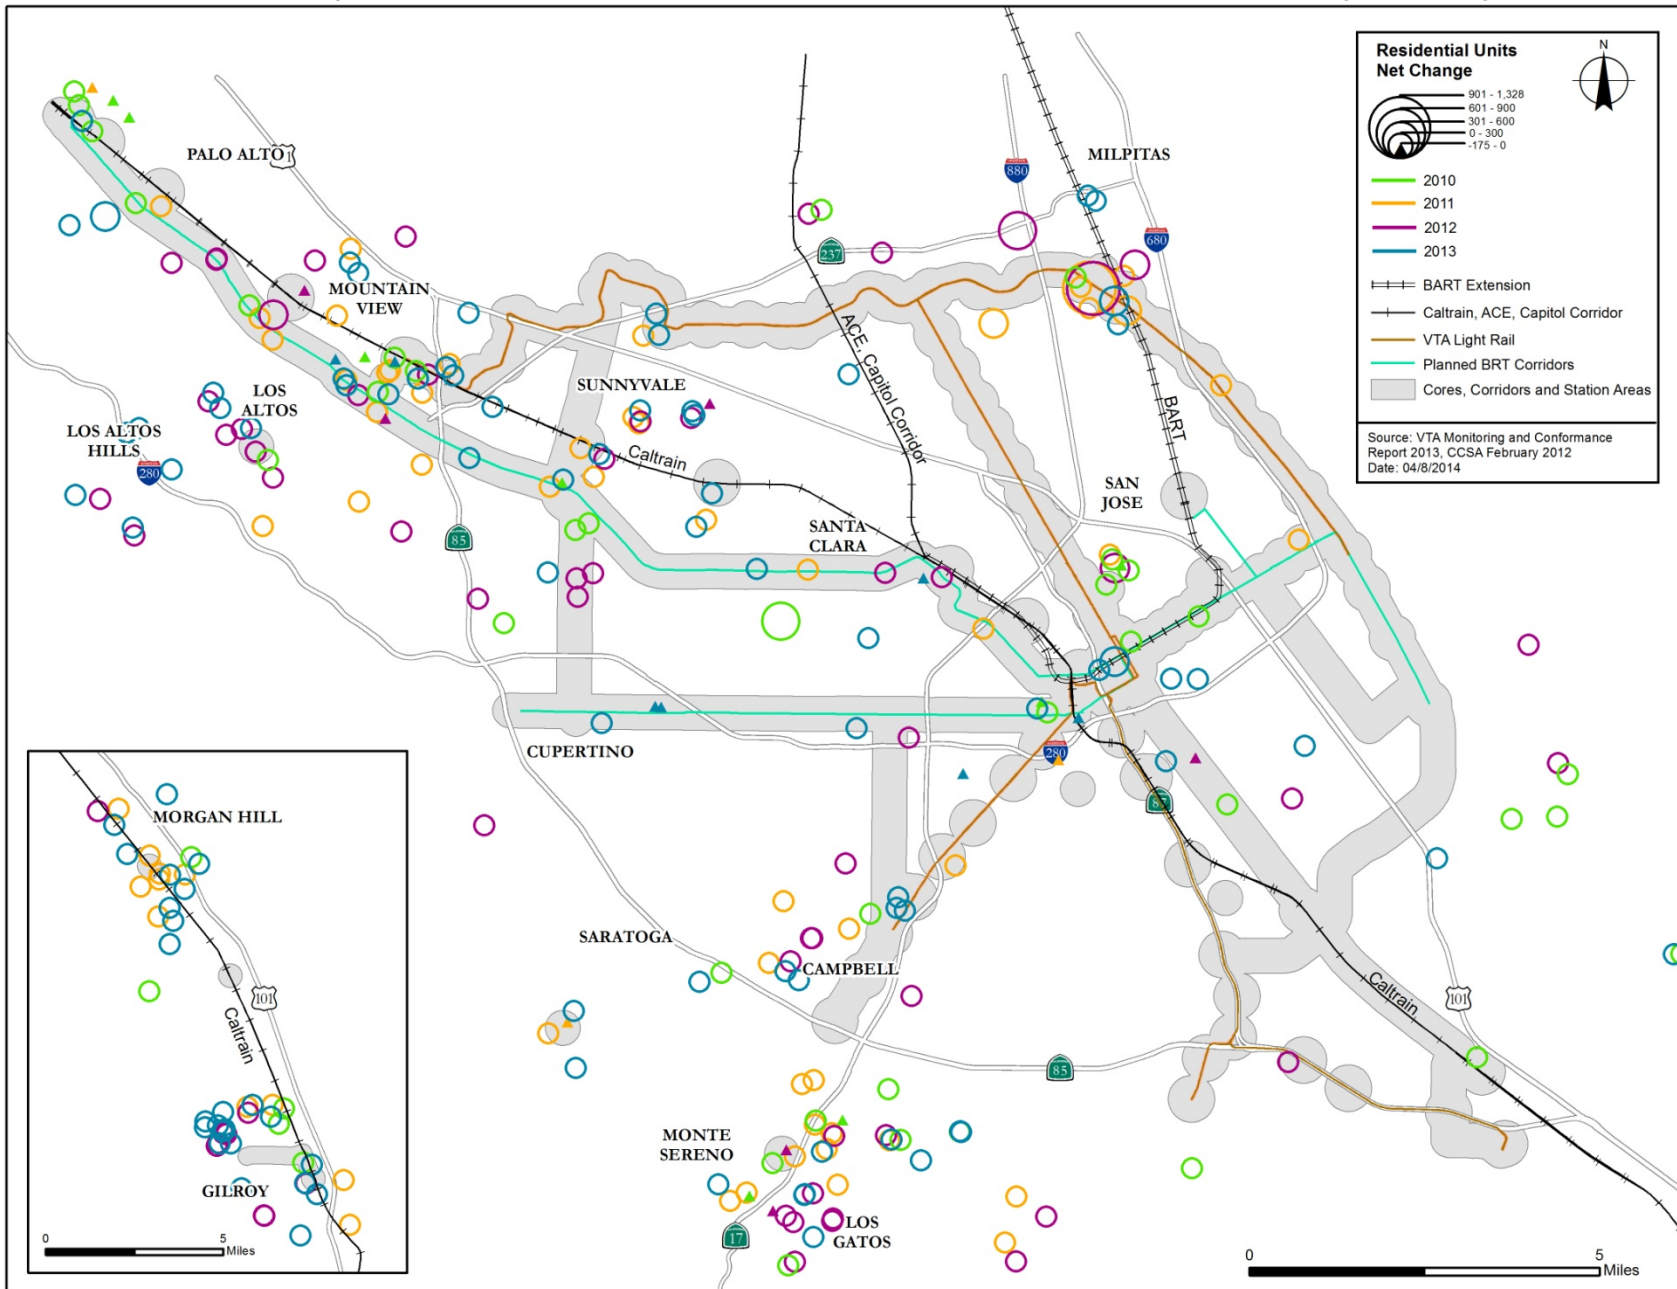 Residential Units
Net Change
N
901 - 1,328
601 - 900
301 - 600
0 - 300
-175 - 0
2010
2011
2012
2013
BART Extension
Caltrain, ACE, Capitol Corridor
VTA Light Rail
Planned BRT Corridors
Cores, Corridors and Station Areas
Source: VTA Monitoring and Conformance
Report 2013, CCSA February 2012
Date: 04/8/2014
PALO ALTO
MILPITAS
880
680
237
MOUNTAIN
VIEW
ACE, Capitol Corridor
BART
SUNNYVALE
LOS
ALTOS
LOS ALTOS
HILLS
280
Caltrain
85
SANTA
CLARA
SAN
JOSE
CUPERTINO
280
87
SARATOGA
CAMPBELL
Caltrain
101
85
MONTE
SERENO
LOS
GATOS
17
0
5
Miles
MORGAN HILL
101
Caltrain
GILROY
0
5
Miles